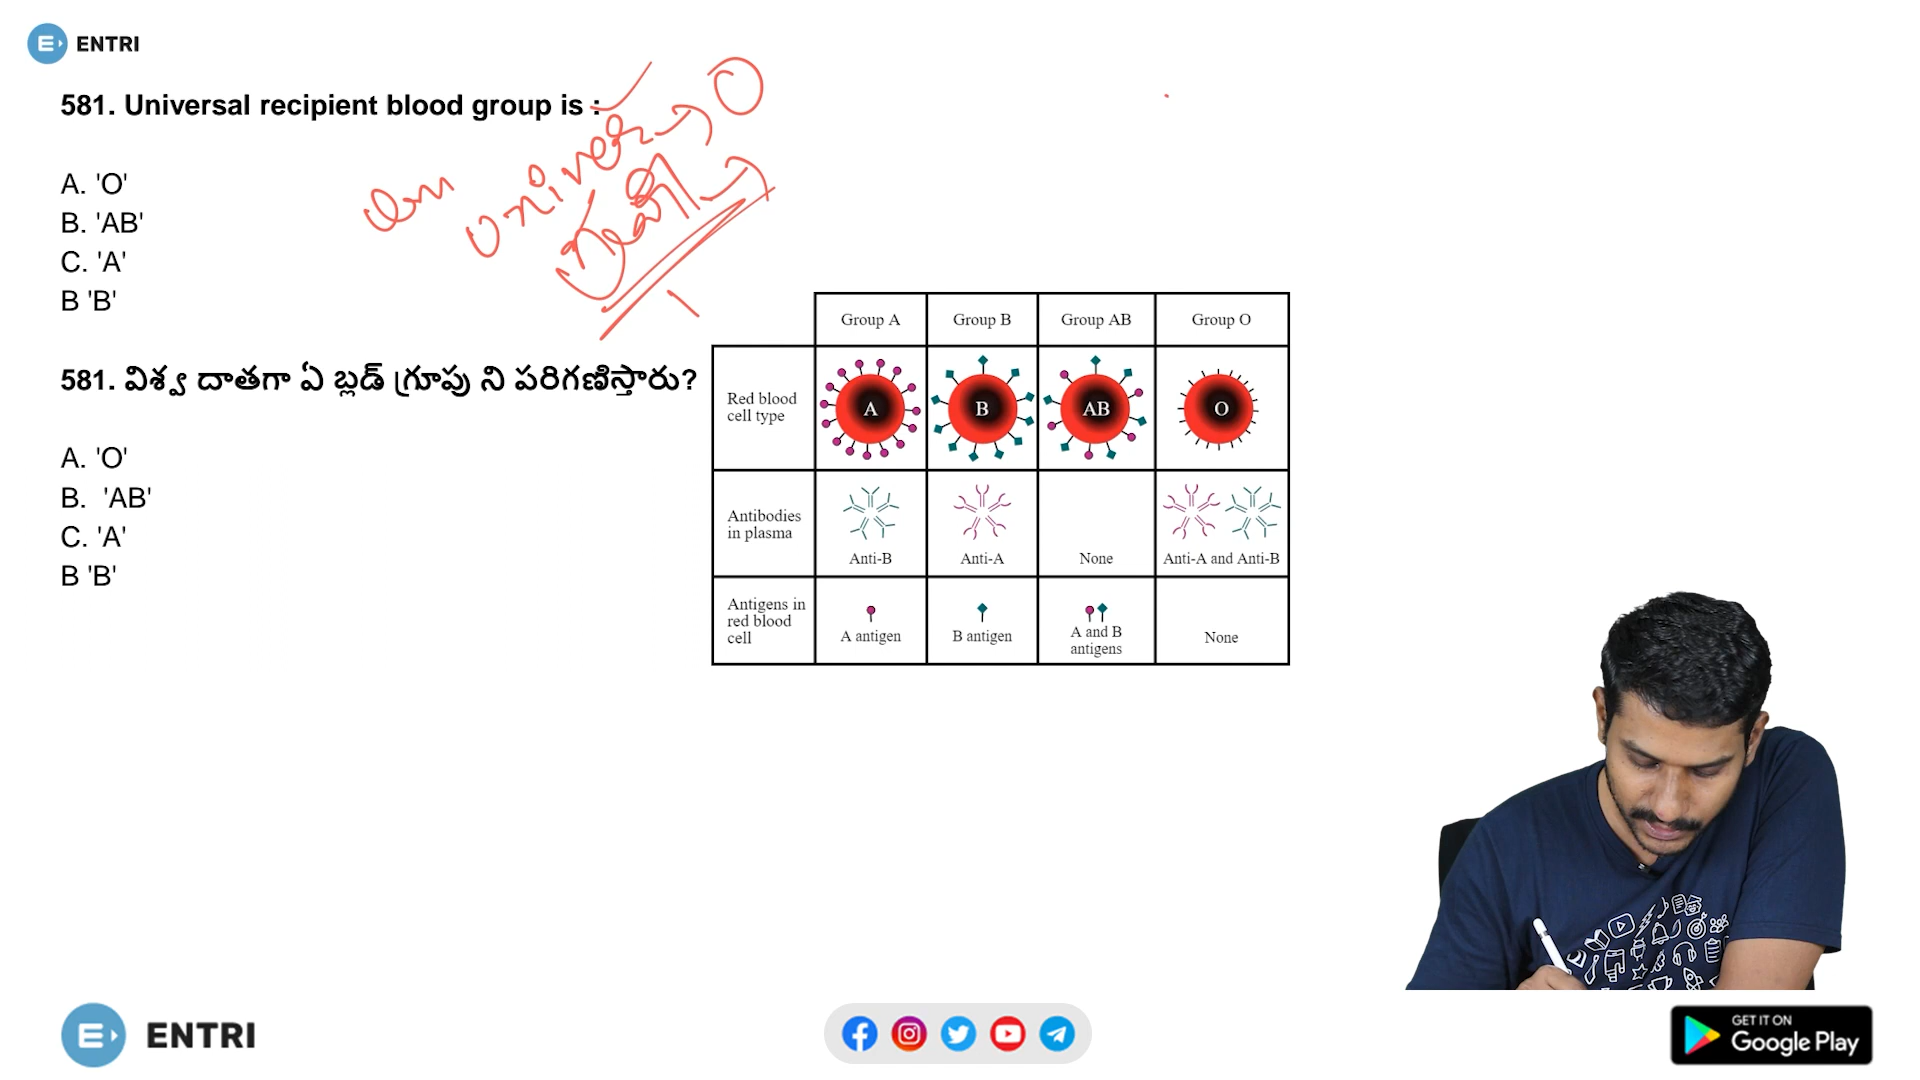 ENTRI
581. Universal recipient blood group is :
A. 'O'
B. 'AB'
C. 'A'
B 'B'
O
581. విశ్వ దాతగా ఏ బ్లడ్ గ్రూపు ని పరిగణిస్తారు?
A. 'O'
B. 'AB'
C. 'A'
B 'B'
Group A Group B Group AB Group O
Red blood
cell type
A B AB O
Antibodies
in plasma
Anti-B Anti-A None Anti-A and Anti-B
Antigens in
red blood
cell
A antigen B antigen A and B
antigens
None
ENTRI
GET IT ON
Google Play